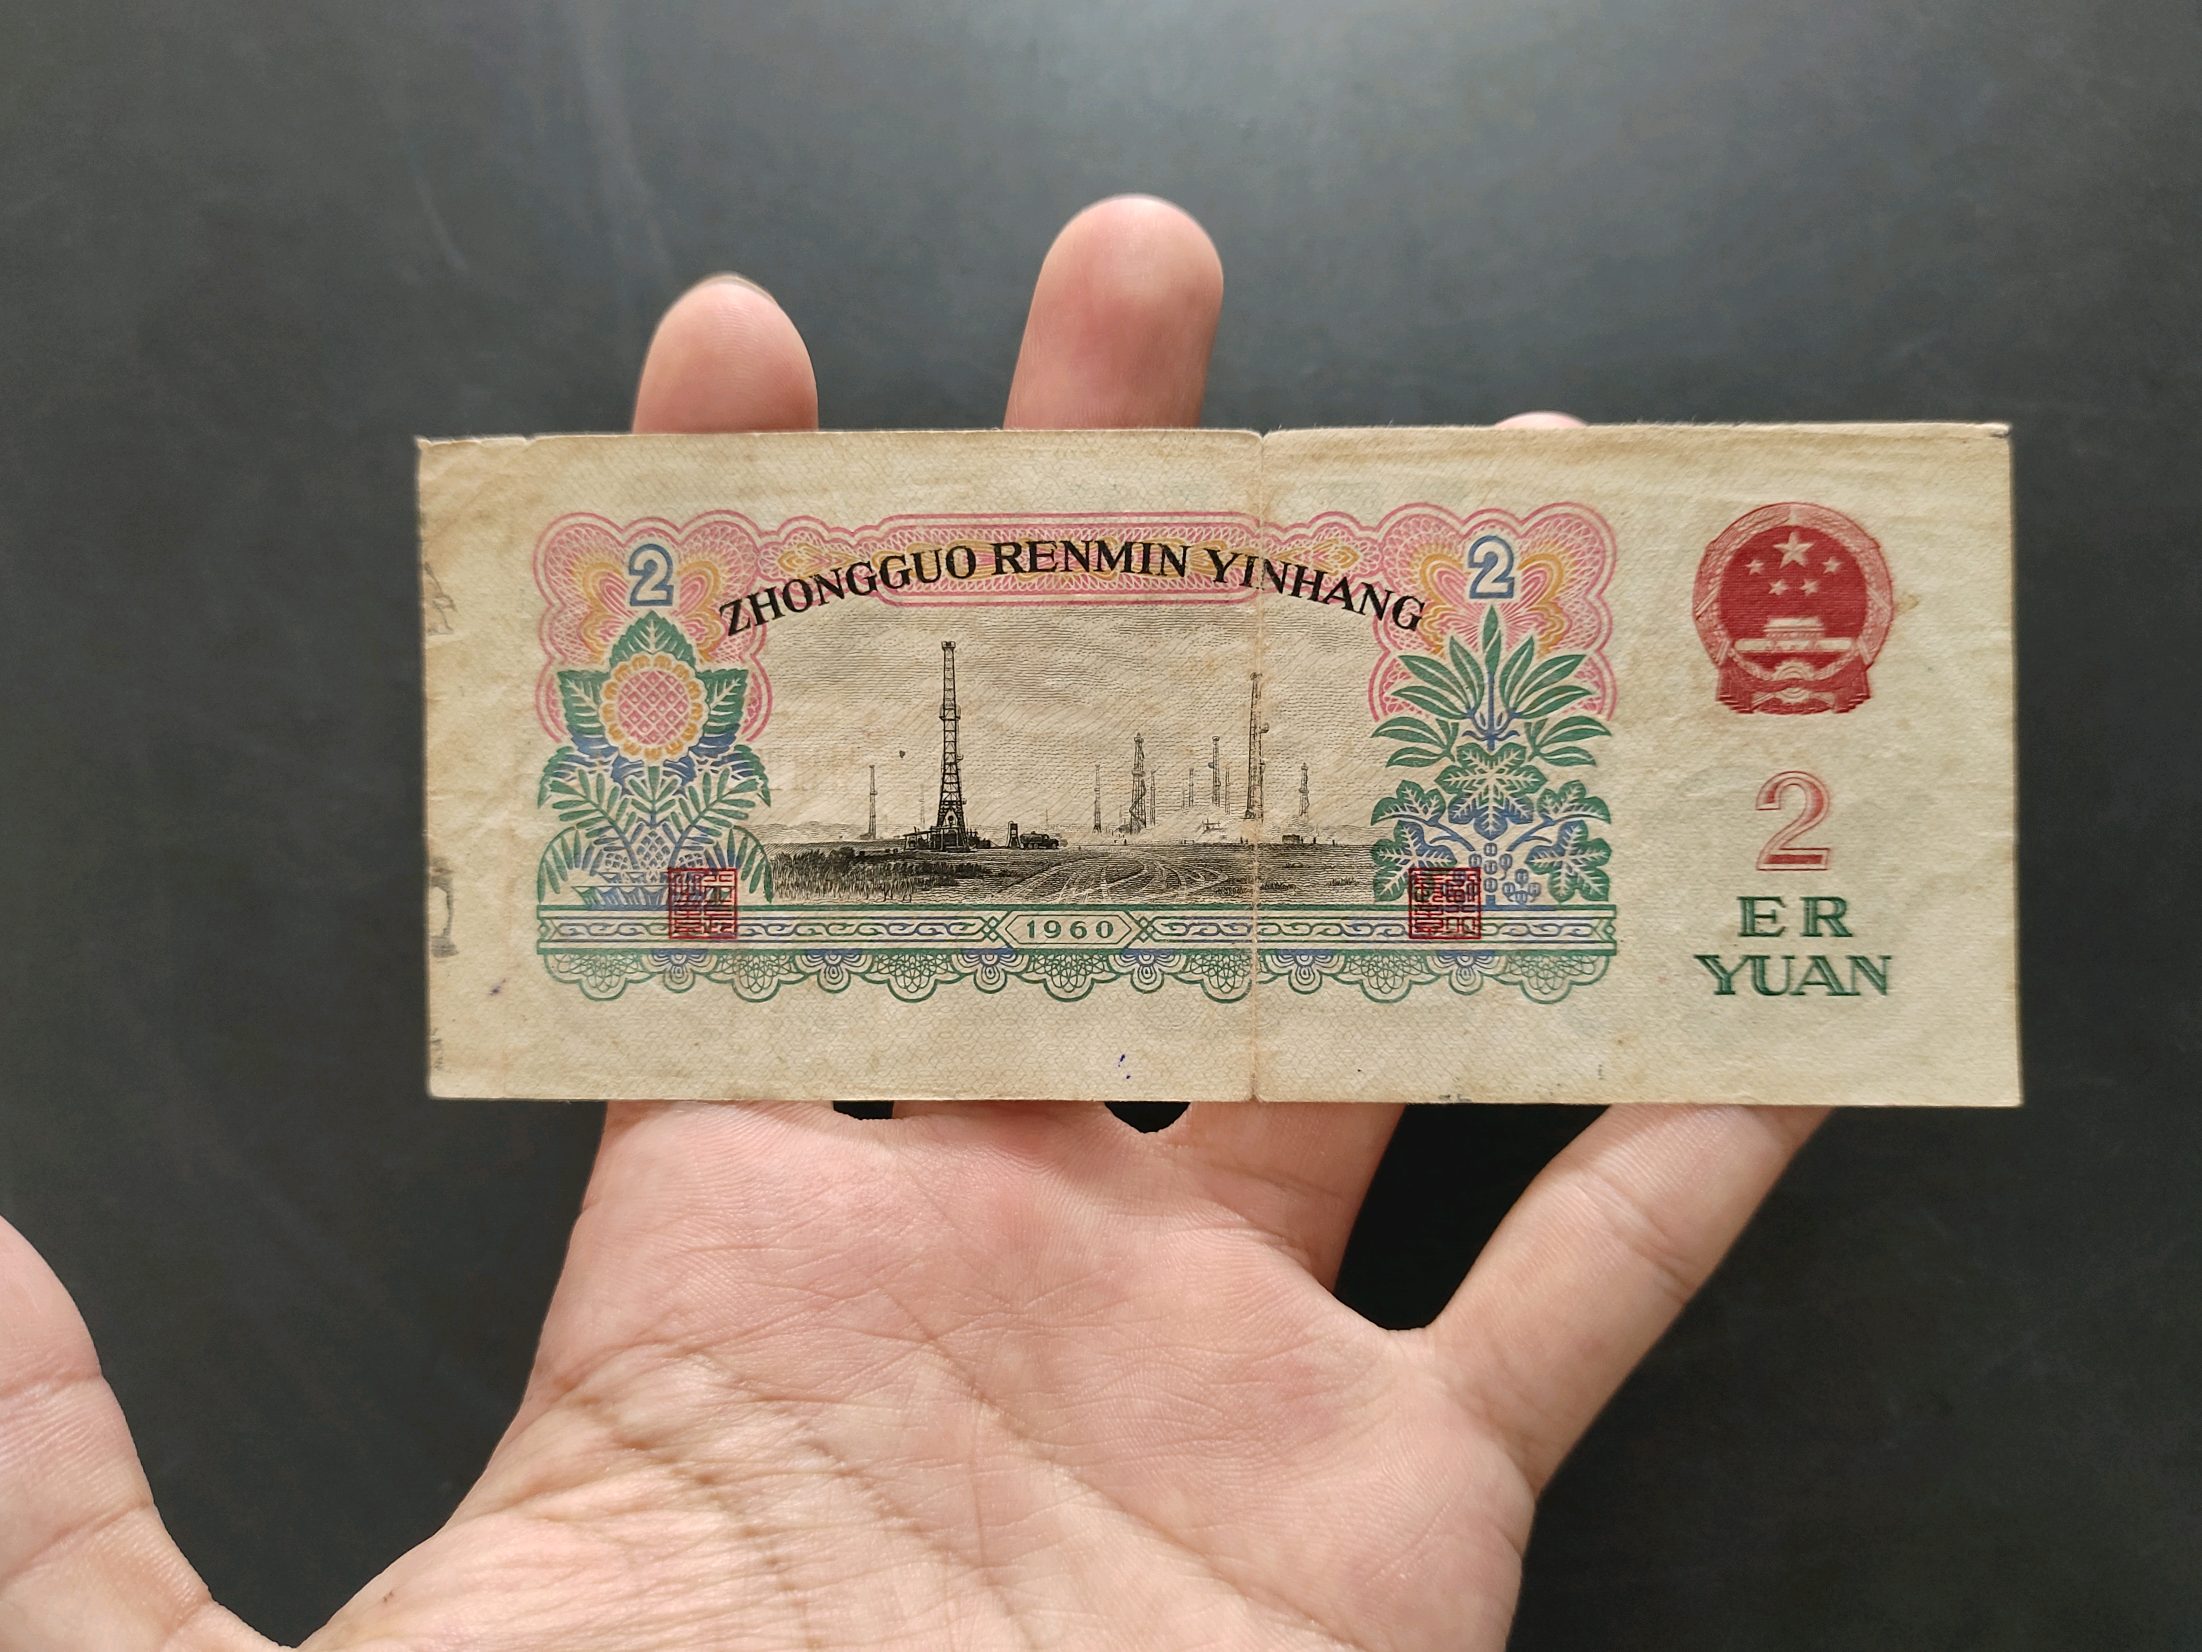 ZHONGGUO RENMIN YINHANG
2
2
1960
2
ER
YUAN